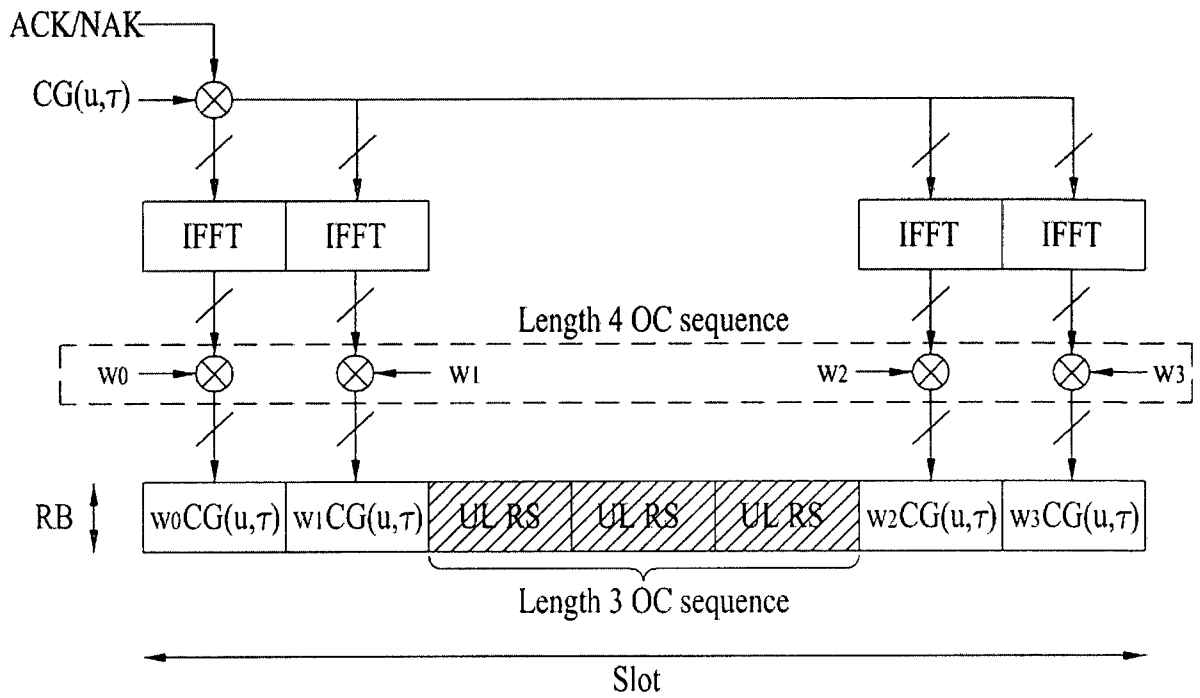 ACK/NAK
CG(u,τ)
IFFT IFFT IFFT IFFT
Length 4 OC sequence
w0 w1 w2 w3
RB w0CG(u,τ) w1CG(u,τ) UL RS UL RS UL RS w2CG(u,τ) w3CG(u,τ)
Length 3 OC sequence
Slot